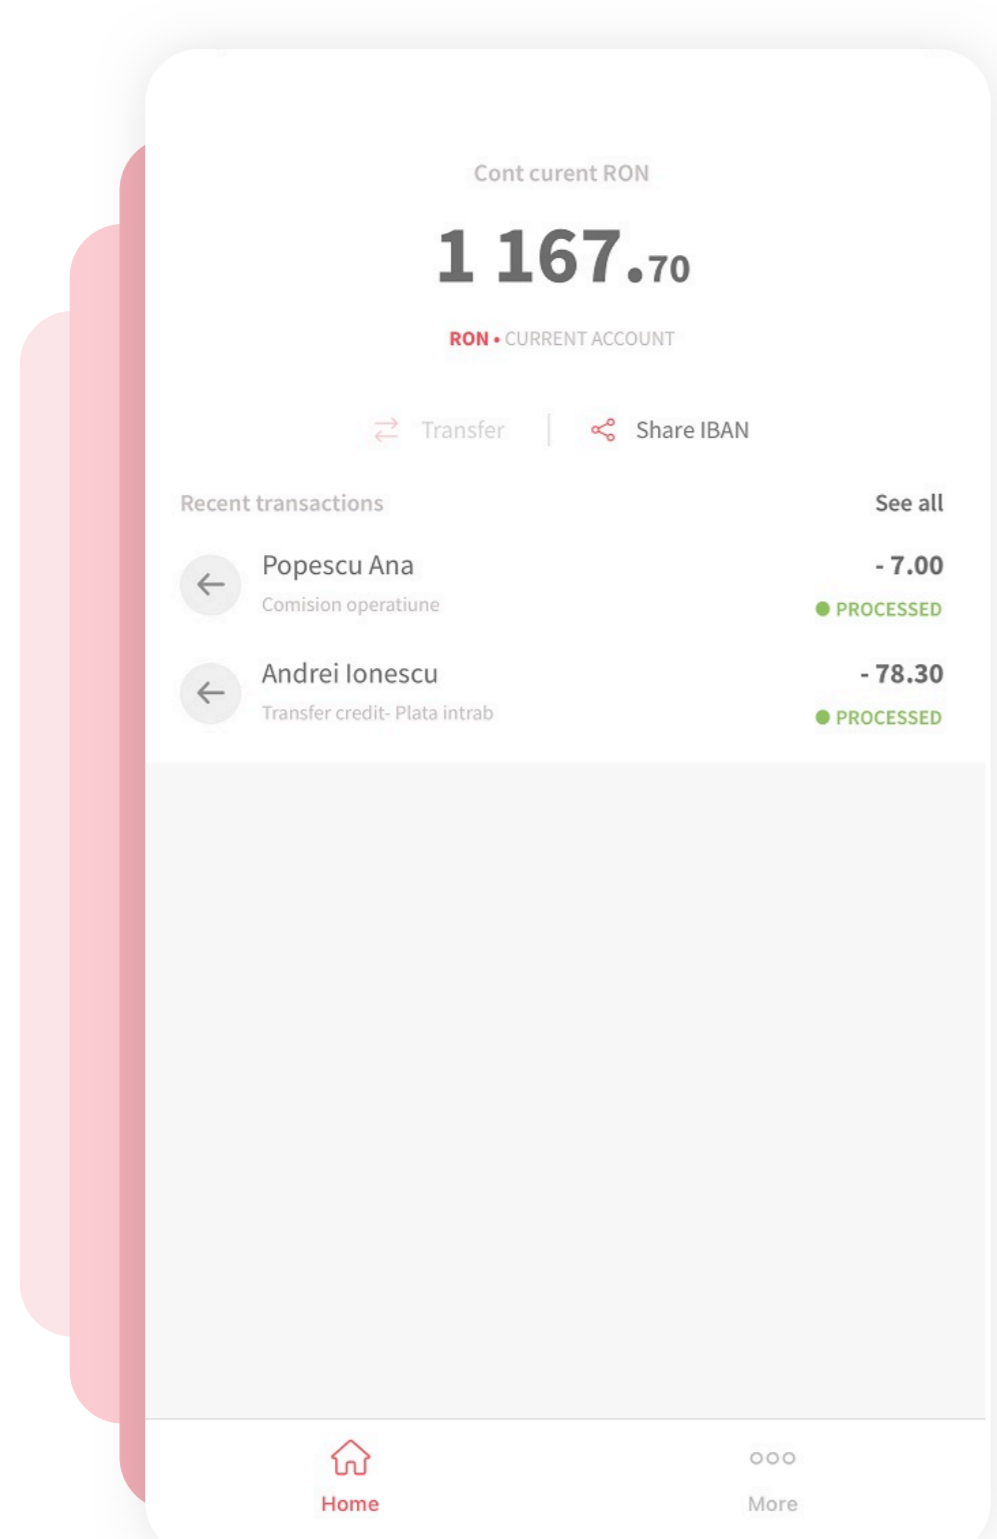 Cont curent RON
1 167.70
RON • CURRENT ACCOUNT
Transfer | Share IBAN
Recent transactions See all
Popescu Ana - 7.00
Comision operatiune ● PROCESSED
Andrei Ionescu - 78.30
Transfer credit- Plata intrab ● PROCESSED
Home More